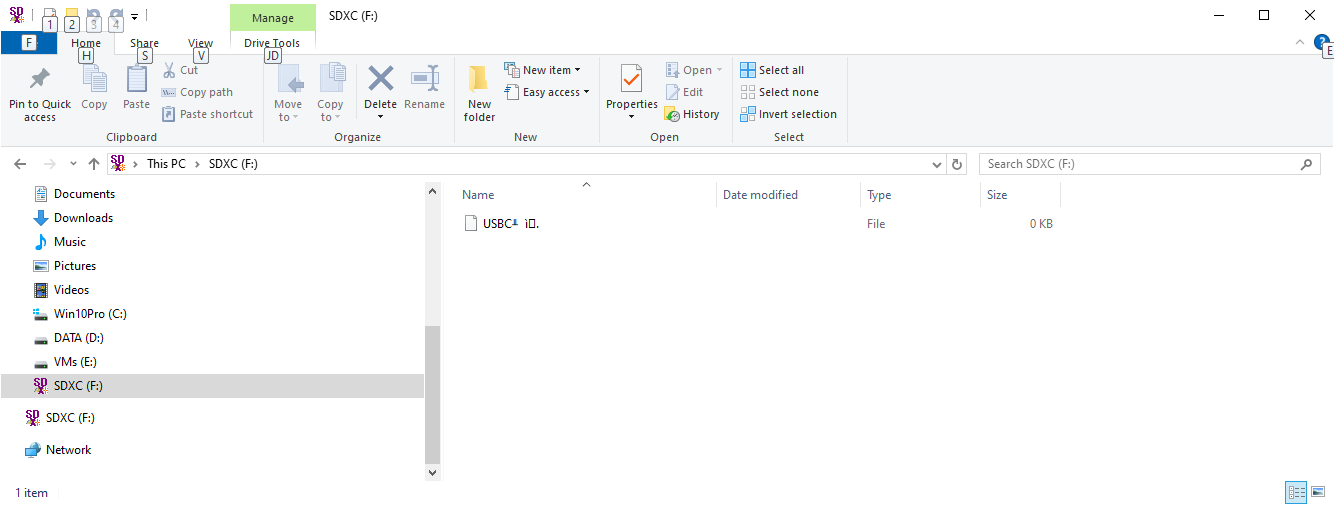 SD X 1 2 3 4 Manage SDXC (F:)
F Home Share View Drive Tools ?
H S V JD E
Pin to Quick access Copy Paste
Cut
Copy path
Paste shortcut
Clipboard
Move to Copy to Delete Rename
Organize
New folder
New item
Easy access
New
Properties
Open
Edit
History
Open
Select all
Select none
Invert selection
Select
This PC > SDXC (F:)
Search SDXC (F:)
Documents
Downloads
Music
Pictures
Videos
Win10Pro (C:)
DATA (D:)
VMs (E:)
SDXC (F:)
SDXC (F:)
Network
Name Date modified Type Size
File 0 KB
1 item